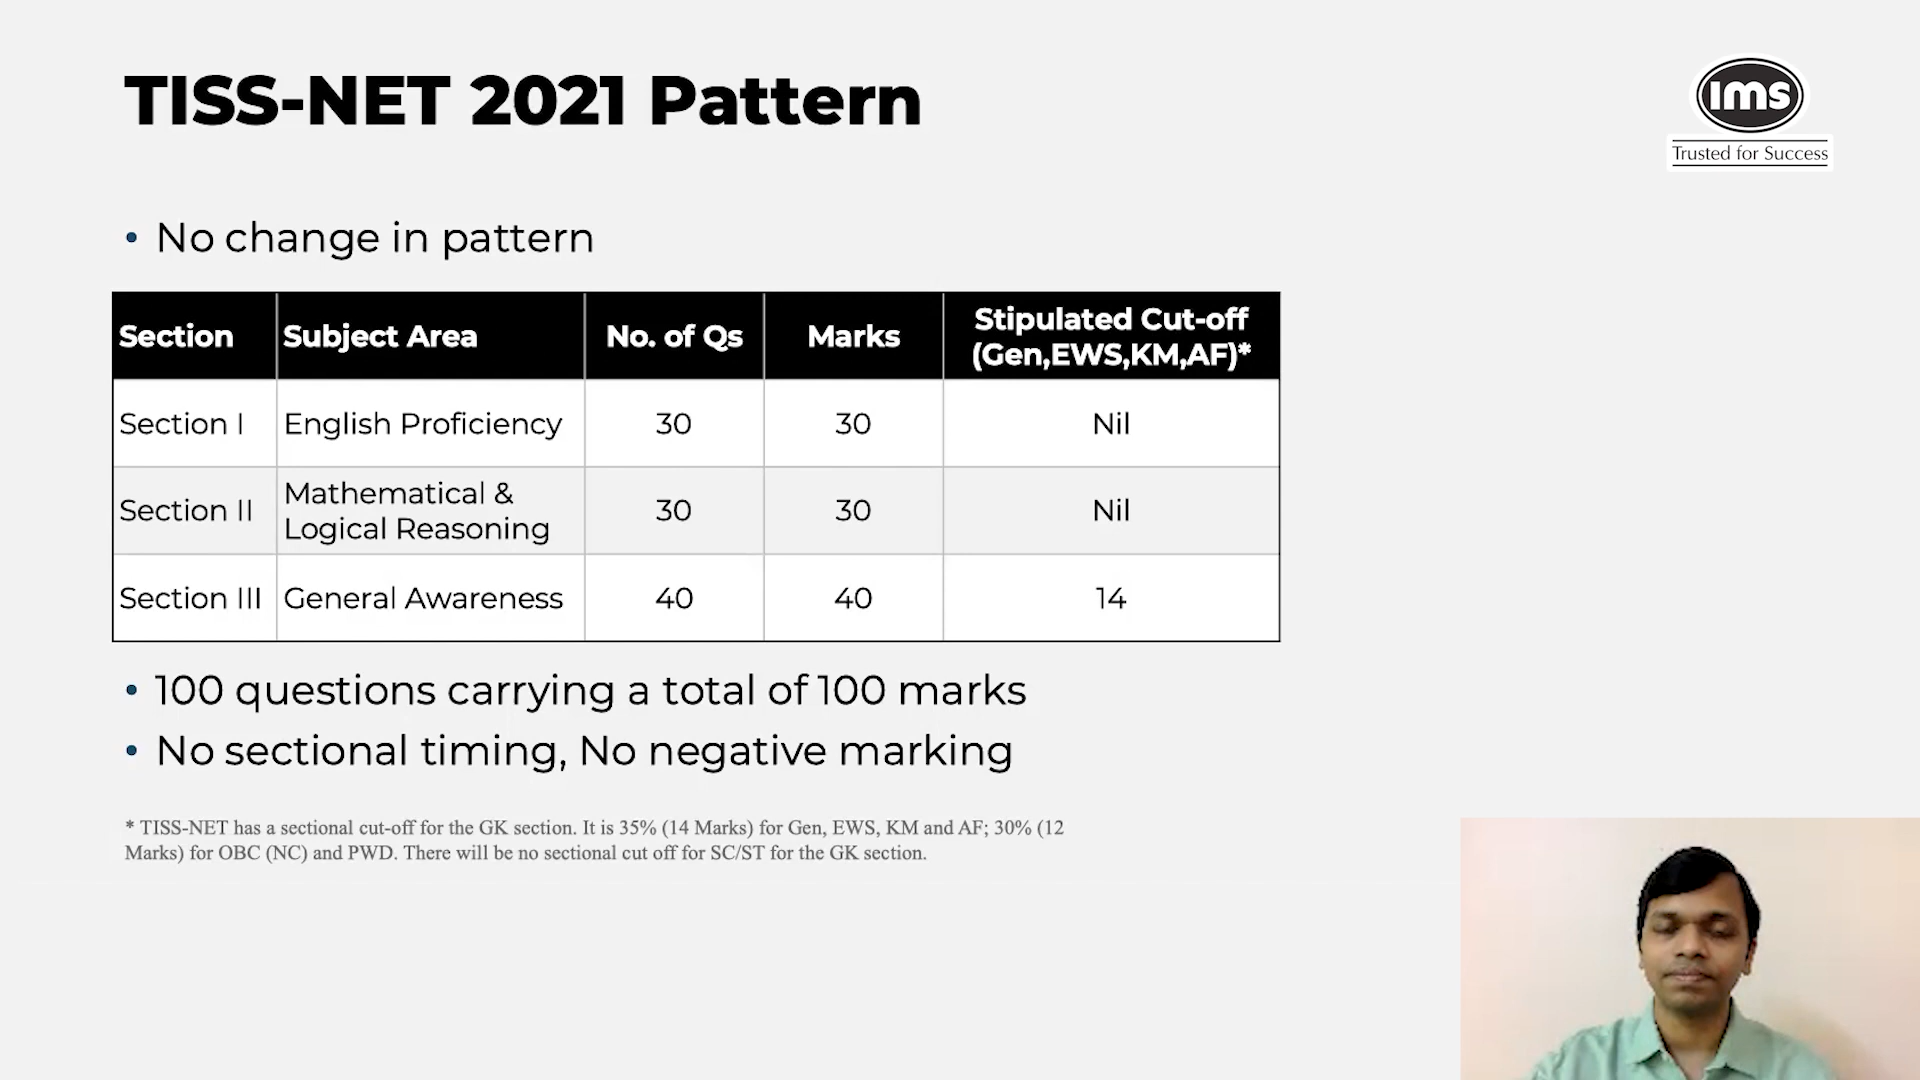 TISS-NET 2021 Pattern
ims
Trusted for Success
• No change in pattern
Section Subject Area No. of Qs Marks Stipulated Cut-off (Gen,EWS,KM,AF)*
Section I English Proficiency 30 30 Nil
Section II Mathematical & Logical Reasoning 30 30 Nil
Section III General Awareness 40 40 14
• 100 questions carrying a total of 100 marks
• No sectional timing, No negative marking
* TISS-NET has a sectional cut-off for the GK section. It is 35% (14 Marks) for Gen, EWS, KM and AF; 30% (12
Marks) for OBC (NC) and PWD. There will be no sectional cut off for SC/ST for the GK section.